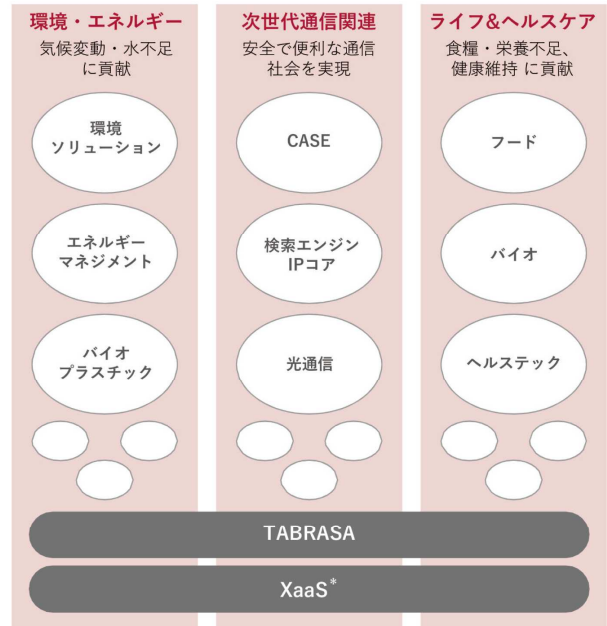 環境・エネルギー
気候変動・水不足
に貢献
環境
ソリューション
エネルギー
マネジメント
バイオ
プラスチック
次世代通信関連
安全で便利な通信
社会を実現
CASE
検索エンジン
IPコア
光通信
ライフ&ヘルスケア
食糧・栄養不足、
健康維持 に貢献
フード
バイオ
ヘルステック
TABRASA
XaaS*